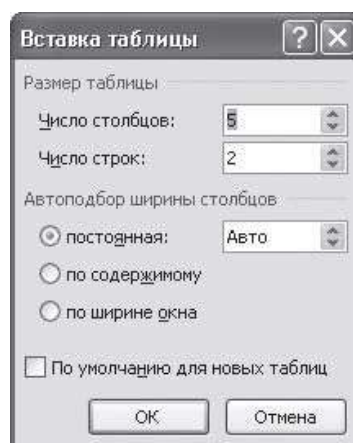 Вставка таблицы
Размер таблицы
Число столбцов: 5
Число строк: 2
Автоподбор ширины столбцов
постоянная: Авто
по содержимому
по ширине окна
По умолчанию для новых таблиц
ОК Отмена